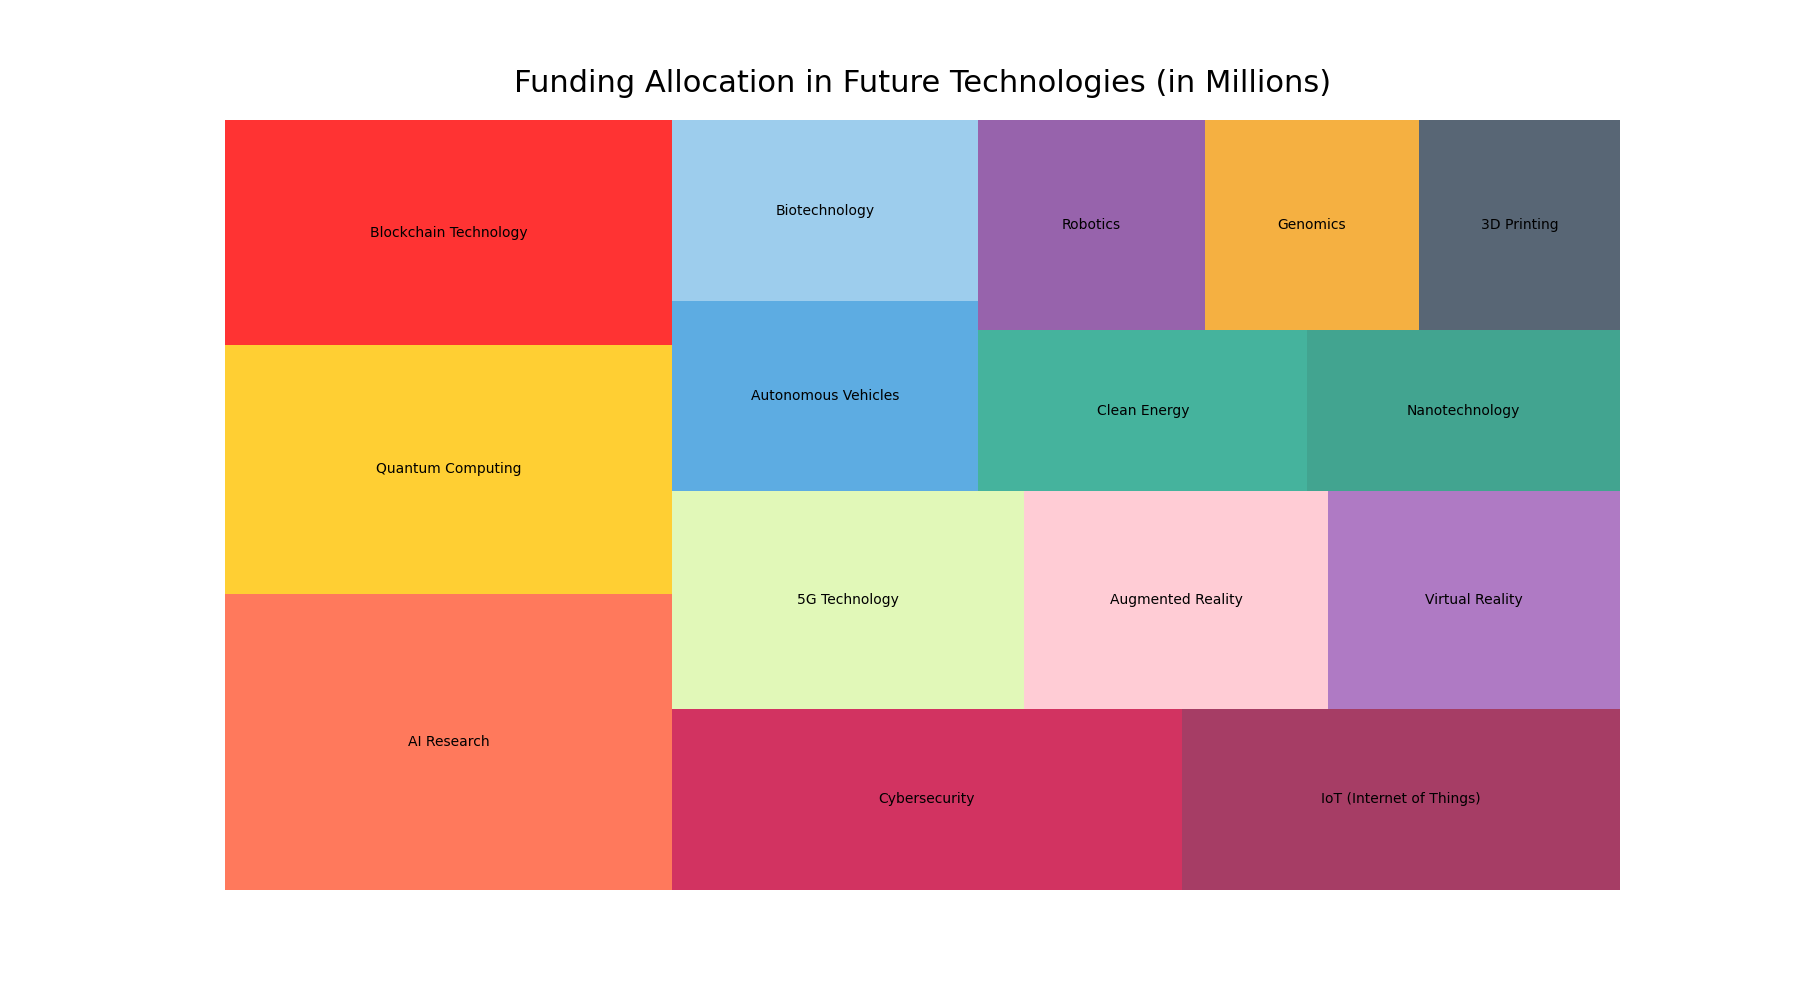 Funding Allocation in Future Technologies (in Millions)
Blockchain Technology
Quantum Computing
AI Research
Biotechnology
Autonomous Vehicles
Robotics
Genomics
3D Printing
Clean Energy
Nanotechnology
5G Technology
Augmented Reality
Virtual Reality
Cybersecurity
IoT (Internet of Things)